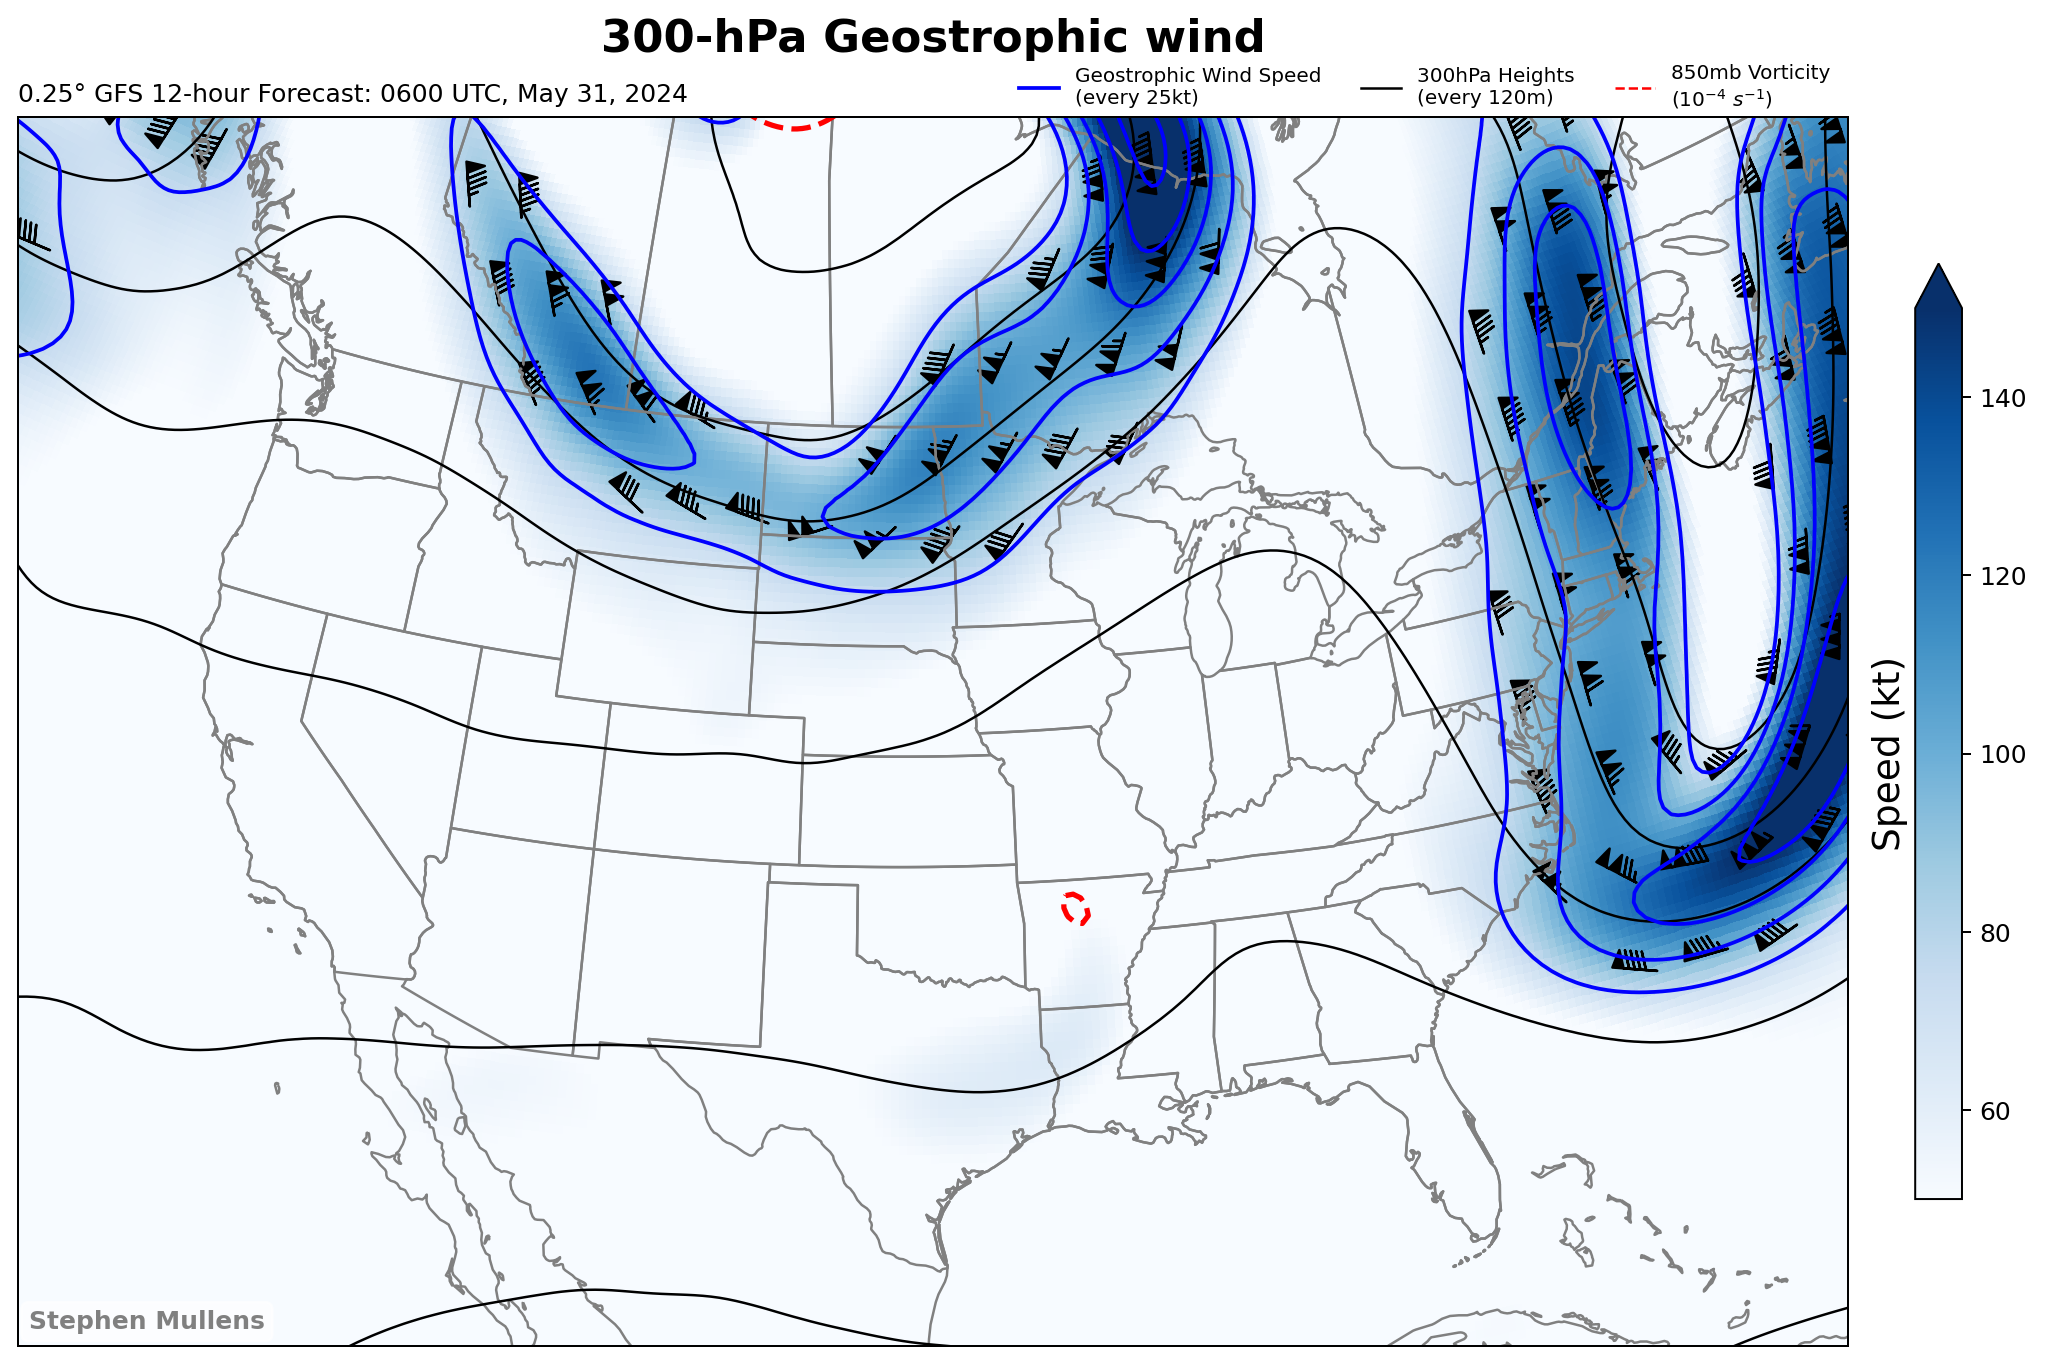 300-hPa Geostrophic wind
0.25° GFS 12-hour Forecast: 0600 UTC, May 31, 2024
Geostrophic Wind Speed
(every 25kt)
300hPa Heights
(every 120m)
850mb Vorticity
(10⁻⁴ s⁻¹)
140
120
100
80
60
Speed (kt)
Stephen Mullens